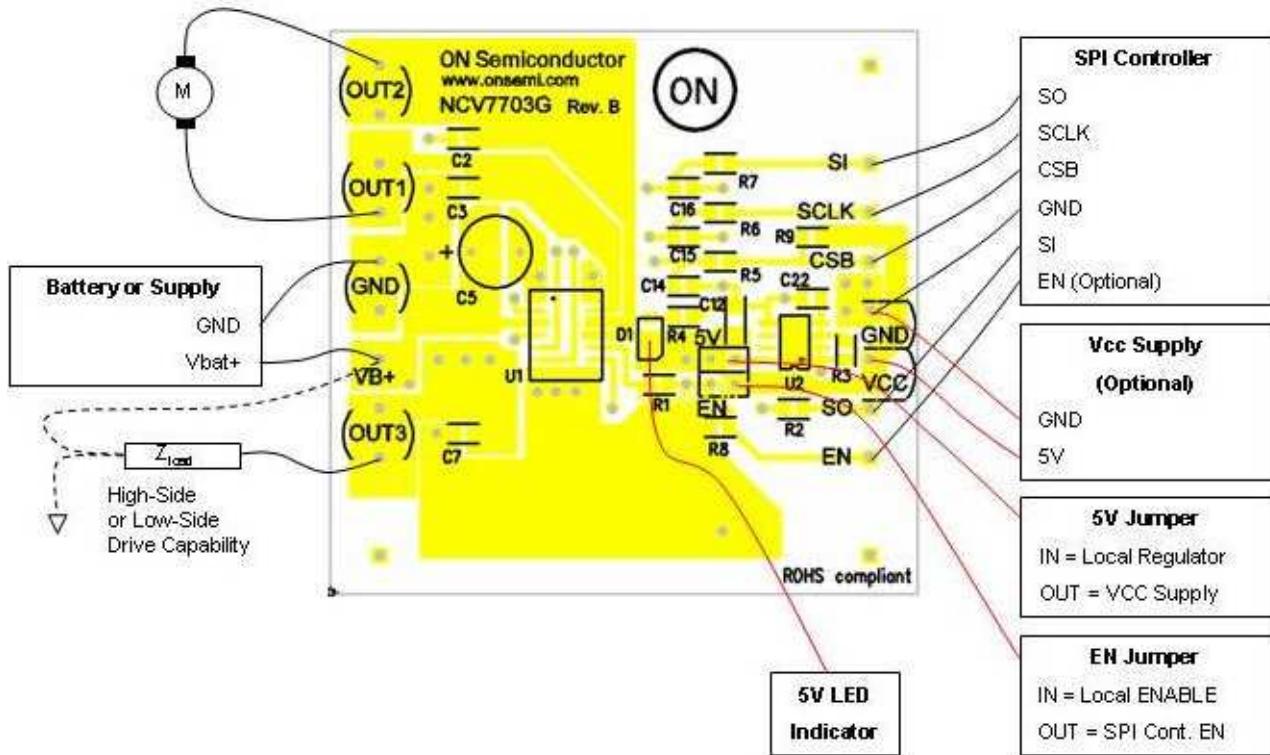 M
(OUT2)
ON Semiconductor
www.onsemi.com
NCV7703G Rev. B
ON
C2
(OUT1)
C3
+
C5
(GND)
VB+
(OUT3)
C7
U1
SI
R7
C16
SCLK
R6
R9
C15
CSB
R5
C14
C22
C12
D1
R4
5V
GND)
U2
R3
(VCC)
R1
EN
R2
SO
R8
EN
ROHS compliant
Battery or Supply
GND
Vbat+
Zload
High-Side
or Low-Side
Drive Capability
SPI Controller
SO
SCLK
CSB
GND
SI
EN (Optional)
Vcc Supply
(Optional)
GND
5V
5V Jumper
IN = Local Regulator
OUT = VCC Supply
EN Jumper
IN = Local ENABLE
OUT = SPI Cont. EN
5V LED
Indicator